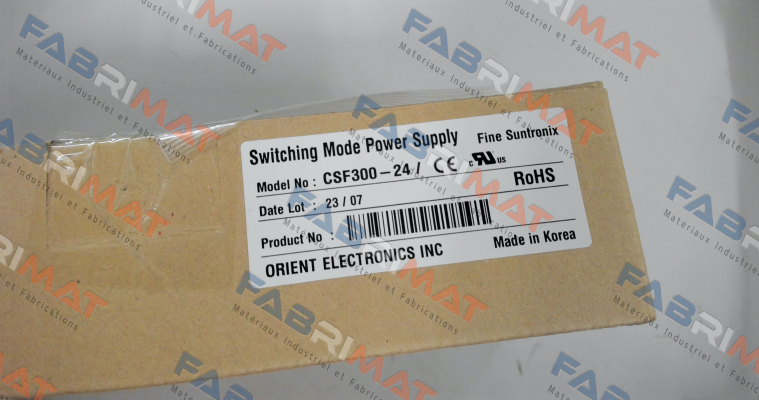 Switching Mode Power Supply Fine Suntronix
Model No : CSF300-24 / CE c RU US
Date Lot : 23 / 07 RoHS
Product No :
ORIENT ELECTRONICS INC Made in Korea
FABRIMAT
Materiaux Industriel et Fabrications